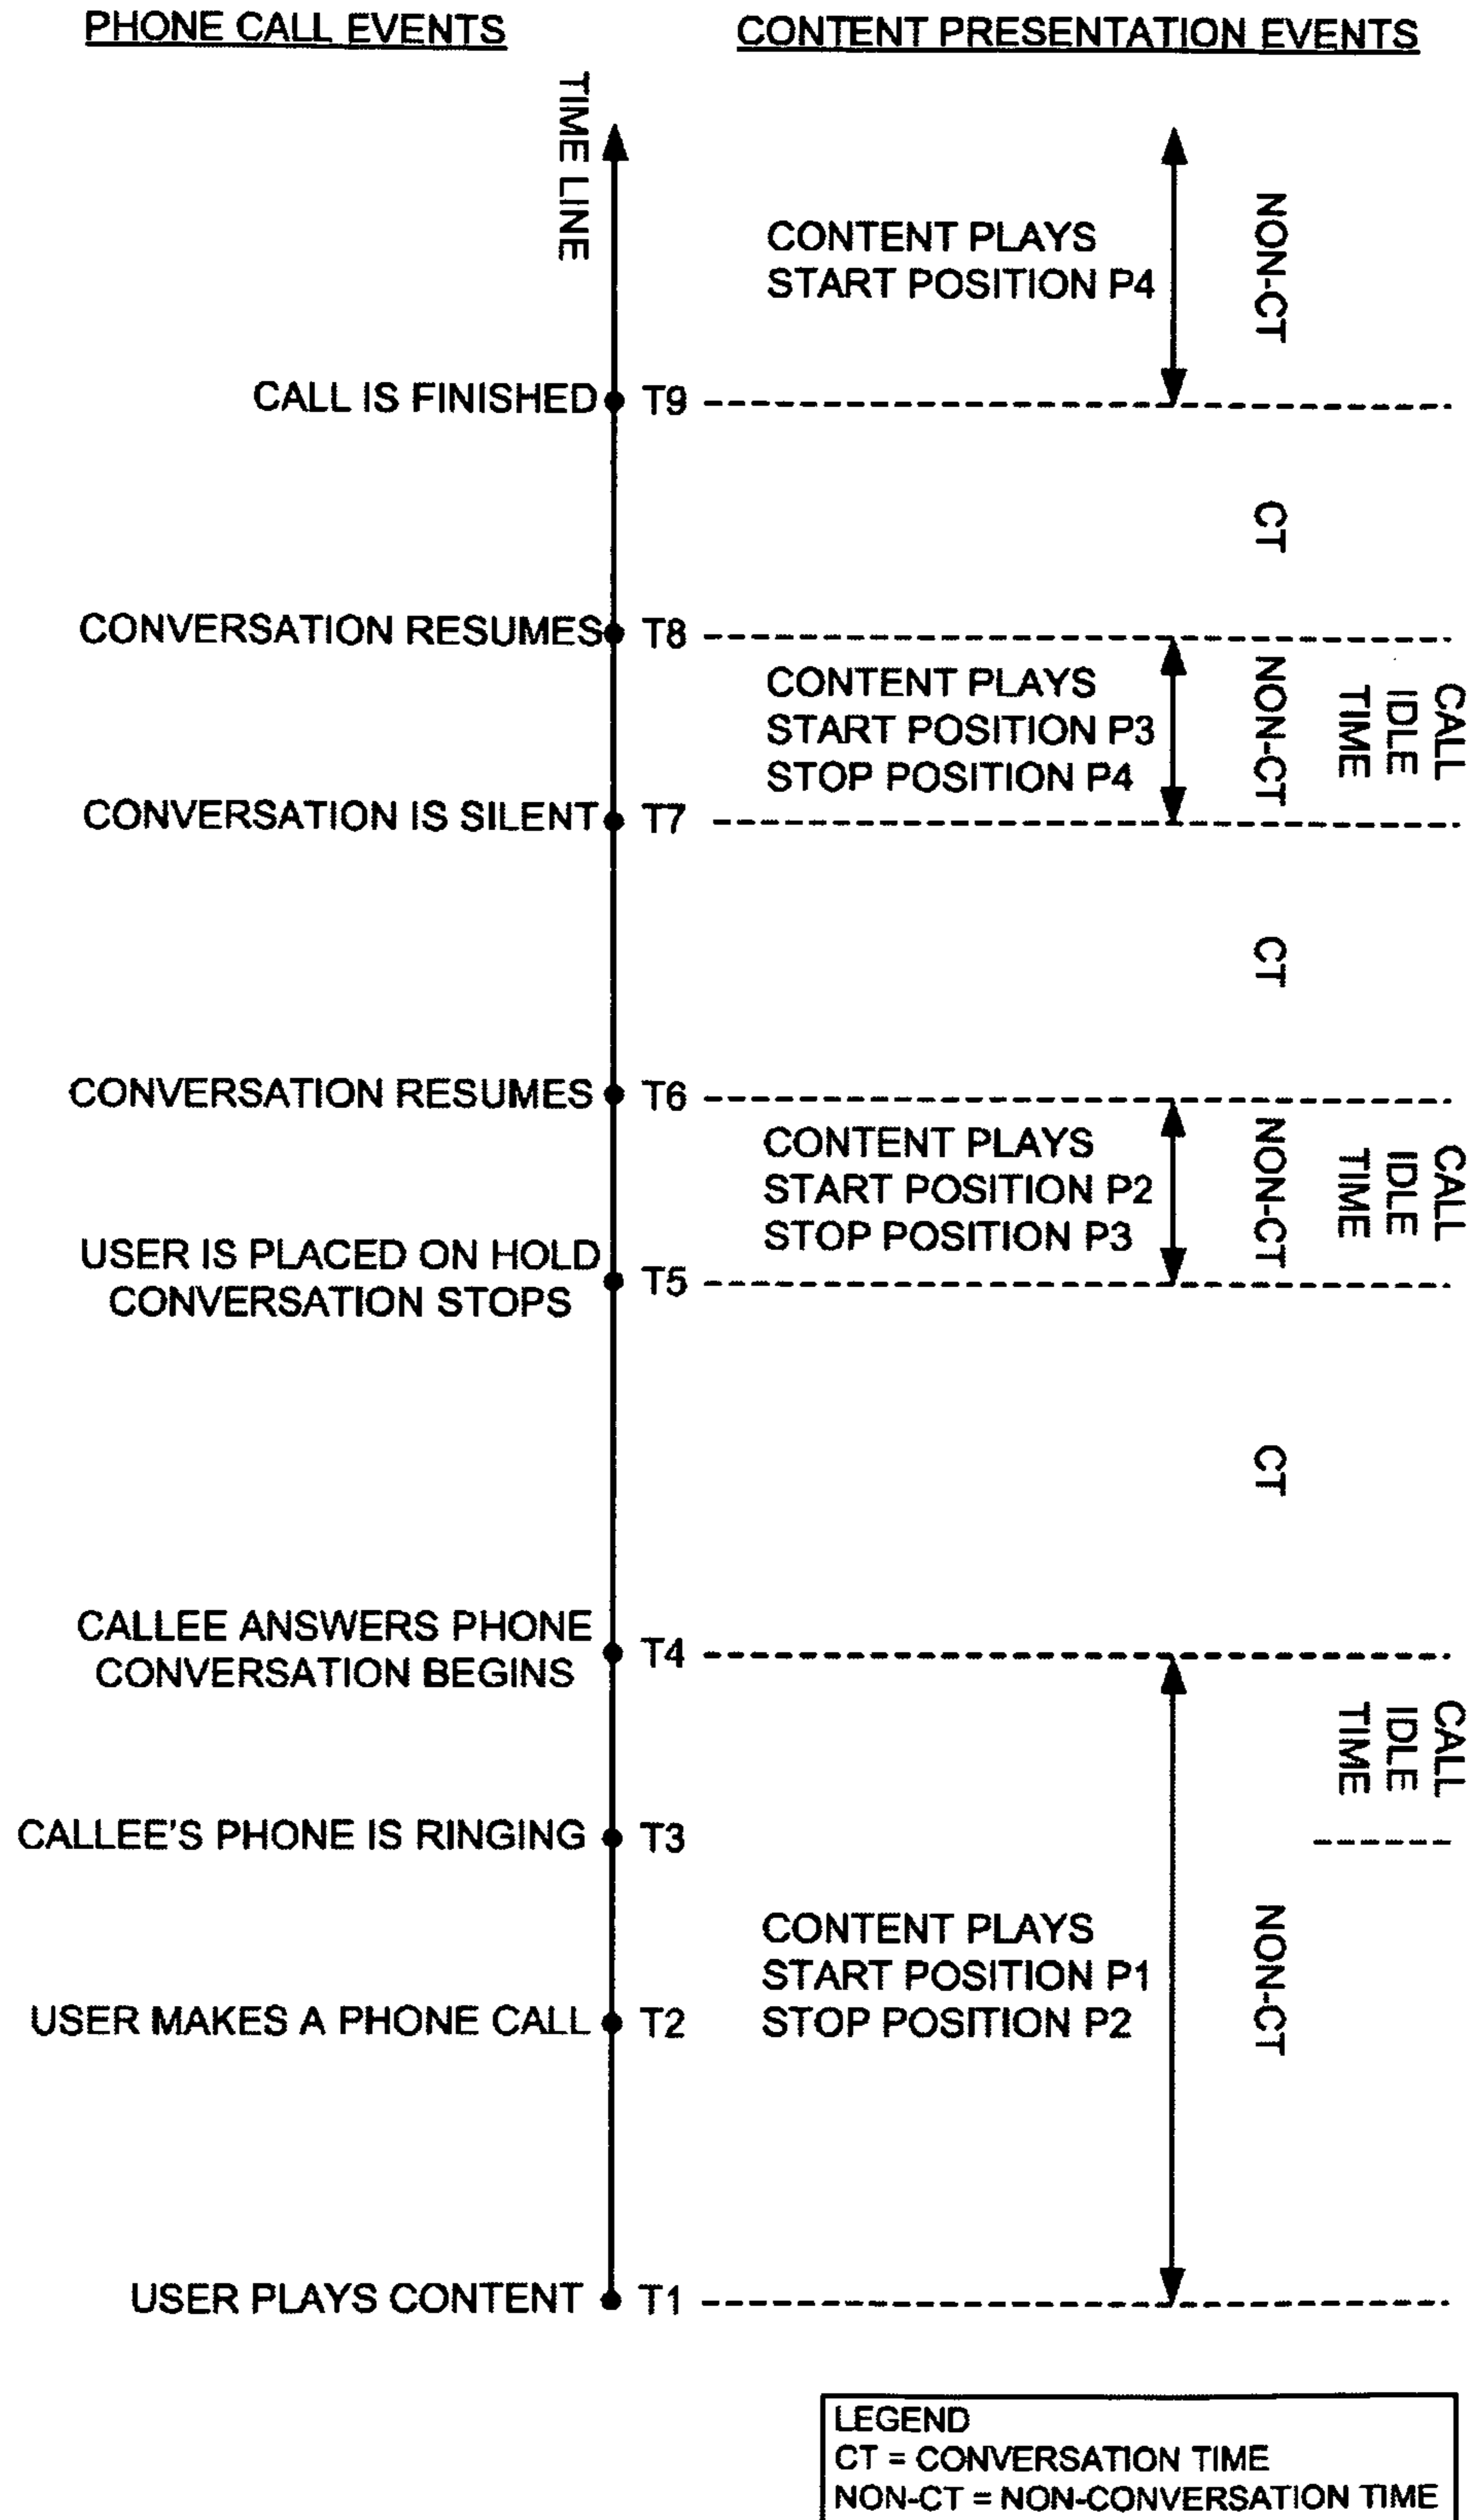 PHONE CALL EVENTS
CONTENT PRESENTATION EVENTS
TIME LINE
CONTENT PLAYS
START POSITION P4
NON-CT
CALL IS FINISHED
T9
CT
CONVERSATION RESUMES
T8
CONTENT PLAYS
START POSITION P3
STOP POSITION P4
NON-CT
CALL
IDLE
TIME
CONVERSATION IS SILENT
T7
CT
CONVERSATION RESUMES
T6
CONTENT PLAYS
START POSITION P2
STOP POSITION P3
NON-CT
CALL
IDLE
TIME
USER IS PLACED ON HOLD
CONVERSATION STOPS
T5
CT
CALLEE ANSWERS PHONE
CONVERSATION BEGINS
T4
CALL
IDLE
TIME
CALLEE'S PHONE IS RINGING
T3
CONTENT PLAYS
START POSITION P1
STOP POSITION P2
NON-CT
USER MAKES A PHONE CALL
T2
USER PLAYS CONTENT
T1
LEGEND
CT = CONVERSATION TIME
NON-CT = NON-CONVERSATION TIME